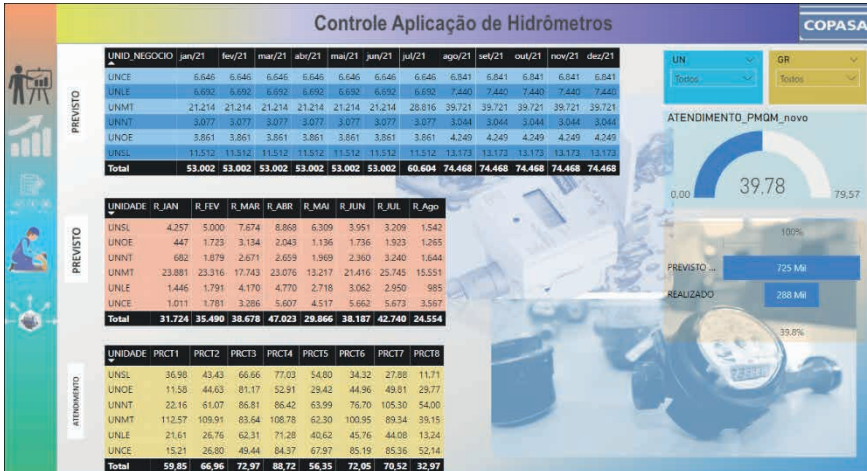 Controle Aplicação de Hidrômetros
COPASA
UNID_NEGOCIO jan/21 fev/21 mar/21 abr/21 mai/21 jun/21 jul/21 ago/21 set/21 out/21 nov/21 dez/21
UNCE 6.646 6.646 6.646 6.646 6.646 6.646 6.646 6.841 6.841 6.841 6.841 6.841
UNLE 6.692 6.692 6.692 6.692 6.692 6.692 6.692 7.440 7.440 7.440 7.440 7.440
UNMT 21.214 21.214 21.214 21.214 21.214 21.214 28.816 39.721 39.721 39.721 39.721 39.721
UNNT 3.077 3.077 3.077 3.077 3.077 3.077 3.077 3.044 3.044 3.044 3.044 3.044
UNOE 3.861 3.861 3.861 3.861 3.861 3.861 3.861 4.249 4.249 4.249 4.249 4.249
UNSL 11.512 11.512 11.512 11.512 11.512 11.512 11.512 13.173 13.173 13.173 13.173 13.173
Total 53.002 53.002 53.002 53.002 53.002 53.002 60.604 74.468 74.468 74.468 74.468 74.468
PREVISTO
UN
Todos
GR
Todos
ATENDIMENTO_PMQM_novo
0.00
39.78
79,57
100%
PREVISTO ...
725 Mil
REALIZADO
288 Mil
39.8%
PREVISTO
UNIDADE R_JAN R_FEV R_MAR R_ABR R_MAI R_JUN R_JUL R_Ago
UNSL 4.257 5.000 7.674 8.868 6.309 3.951 3.209 1.542
UNOE 447 1.723 3.134 2.043 1.136 1.736 1.923 1.265
UNNT 682 1.879 2.671 2.659 1.969 2.360 3.240 1.644
UNMT 23.881 23.316 17.743 23.076 13.217 21.416 25.745 15.551
UNLE 1.446 1.791 4.170 4.770 2.718 3.062 2.950 985
UNCE 1.011 1.781 3.286 5.607 4.517 5.662 5.673 3.567
Total 31.724 35.490 38.678 47.023 29.866 38.187 42.740 24.554
ATENDIMENTO
UNIDADE PRCT1 PRCT2 PRCT3 PRCT4 PRCT5 PRCT6 PRCT7 PRCT8
UNSL 36,98 43,43 66,66 77,03 54,80 34,32 27,88 11,71
UNOE 11,58 44,63 81,17 52,91 29,42 44,96 49,81 29,77
UNNT 22,16 61,07 86,81 86,42 63,99 76,70 105,30 54,00
UNMT 112,57 109,91 83,64 108,78 62,30 100,95 89,34 39,15
UNLE 21,61 26,76 62,31 71,28 40,62 45,76 44,08 13,24
UNCE 15,21 26,80 49,44 84,37 67,97 85,19 85,36 52,14
Total 59,85 66,96 72,97 88,72 56,35 72,05 70,52 32,97